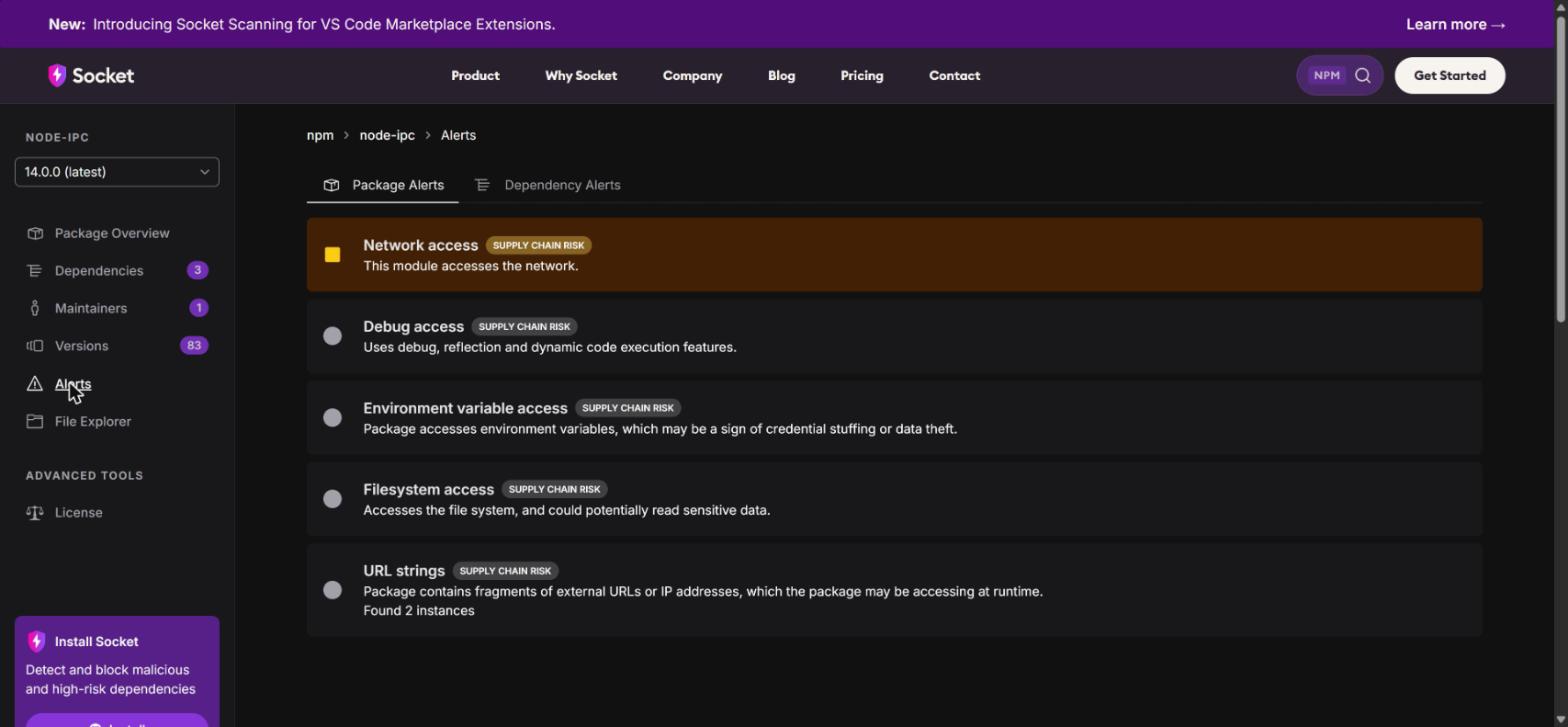 New: Introducing Socket Scanning for VS Code Marketplace Extensions.
Learn more →
Socket
Product
Why Socket
Company
Blog
Pricing
Contact
NPM
Get Started
NODE-IPC
14.0.0 (latest)
Package Overview
Dependencies 3
Maintainers 1
Versions 83
Alerts
File Explorer
ADVANCED TOOLS
License
Install Socket
Detect and block malicious
and high-risk dependencies
npm > node-ipc > Alerts
Package Alerts
Dependency Alerts
Network access SUPPLY CHAIN RISK
This module accesses the network.
Debug access SUPPLY CHAIN RISK
Uses debug, reflection and dynamic code execution features.
Environment variable access SUPPLY CHAIN RISK
Package accesses environment variables, which may be a sign of credential stuffing or data theft.
Filesystem access SUPPLY CHAIN RISK
Accesses the file system, and could potentially read sensitive data.
URL strings SUPPLY CHAIN RISK
Package contains fragments of external URLs or IP addresses, which the package may be accessing at runtime.
Found 2 instances